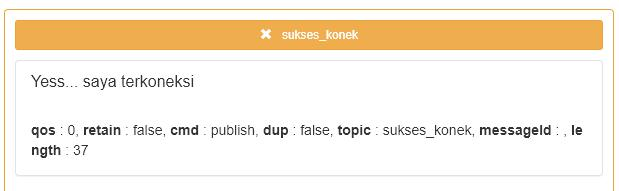 ✖ sukses_konek
Yess... saya terkoneksi
qos : 0, retain : false, cmd : publish, dup : false, topic : sukses_konek, messageId : , le
ngth : 37